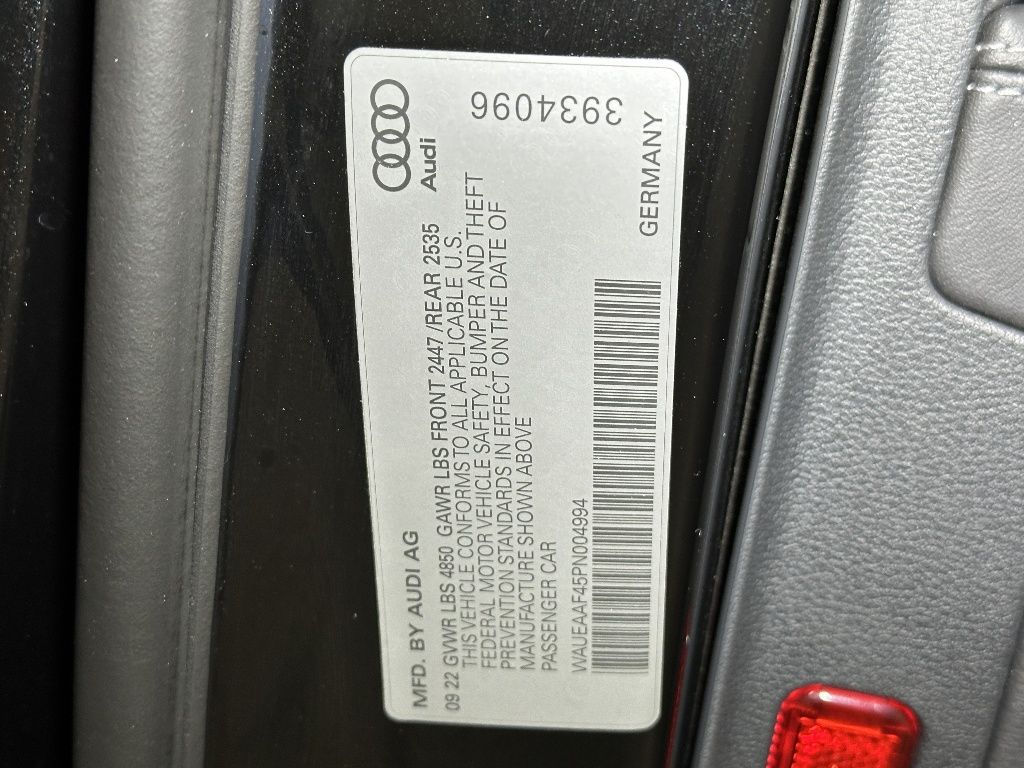 MFD. BY AUDI AG
Audi
09 22 GVWR LBS 4850 GAWR LBS FRONT 2447/REAR 2535
THIS VEHICLE CONFORMS TO ALL APPLICABLE U.S.
FEDERAL MOTOR VEHICLE SAFETY, BUMPER AND THEFT
PREVENTION STANDARDS IN EFFECT ON THE DATE OF
MANUFACTURE SHOWN ABOVE
PASSENGER CAR
WAUEAAF45PN004994
GERMANY
3934096